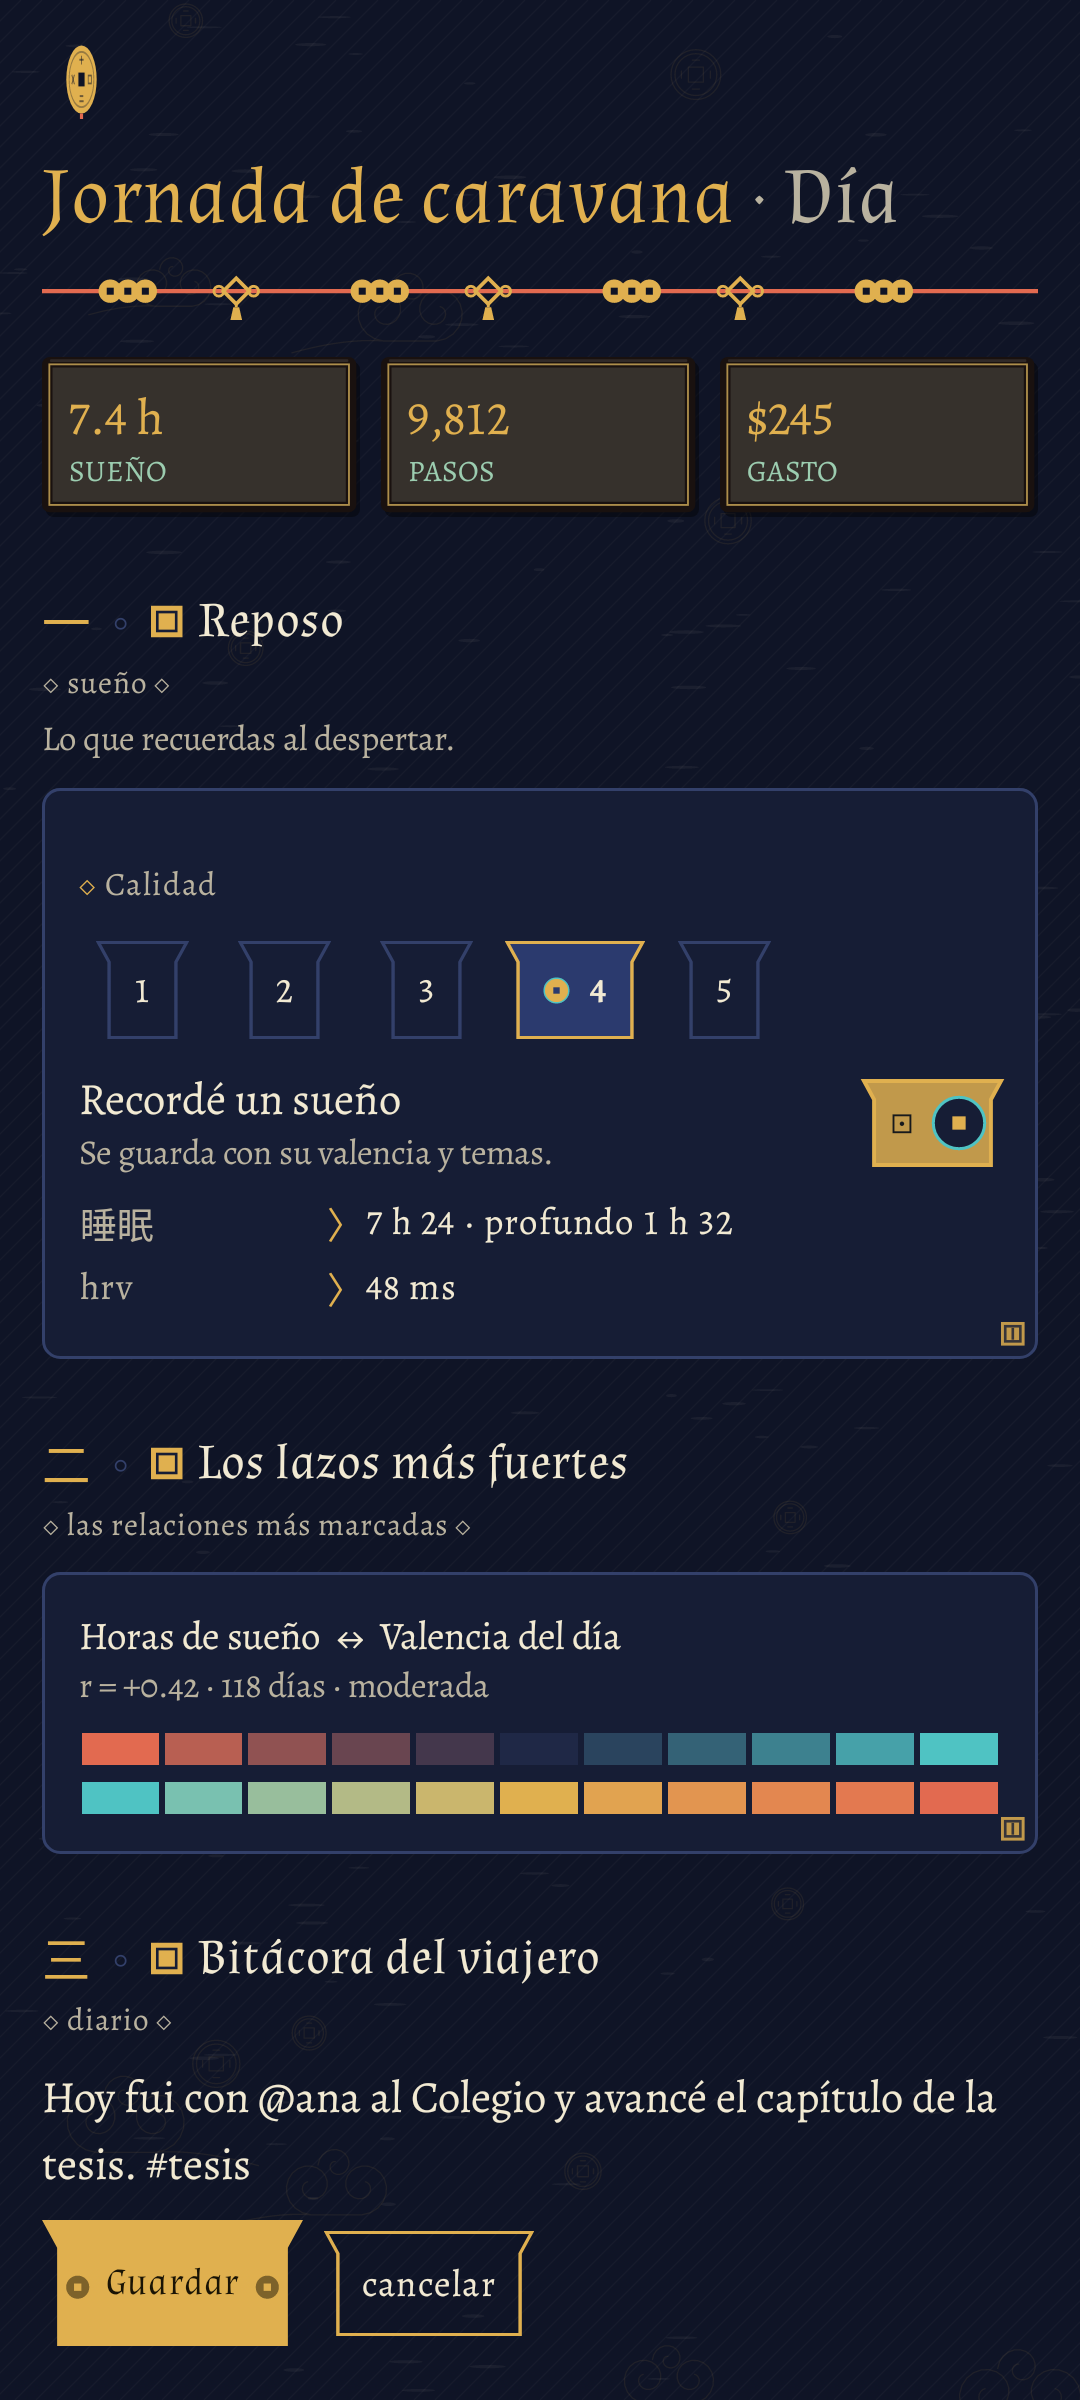 Jornada de caravana · Día
7.4 h
SUEÑO
9,812
PASOS
$245
GASTO
一 Reposo
◇ sueño ◇
Lo que recuerdas al despertar.
◇ Calidad
1 2 3 4 5
Recordé un sueño
Se guarda con su valencia y temas.
睡眠 〉 7 h 24 · profundo 1 h 32
hrv 〉 48 ms
二 Los lazos más fuertes
◇ las relaciones más marcadas ◇
Horas de sueño ↔ Valencia del día
r = +0.42 · 118 días · moderada
三 Bitácora del viajero
◇ diario ◇
Hoy fui con @ana al Colegio y avancé el capítulo de la
tesis. #tesis
Guardar
cancelar